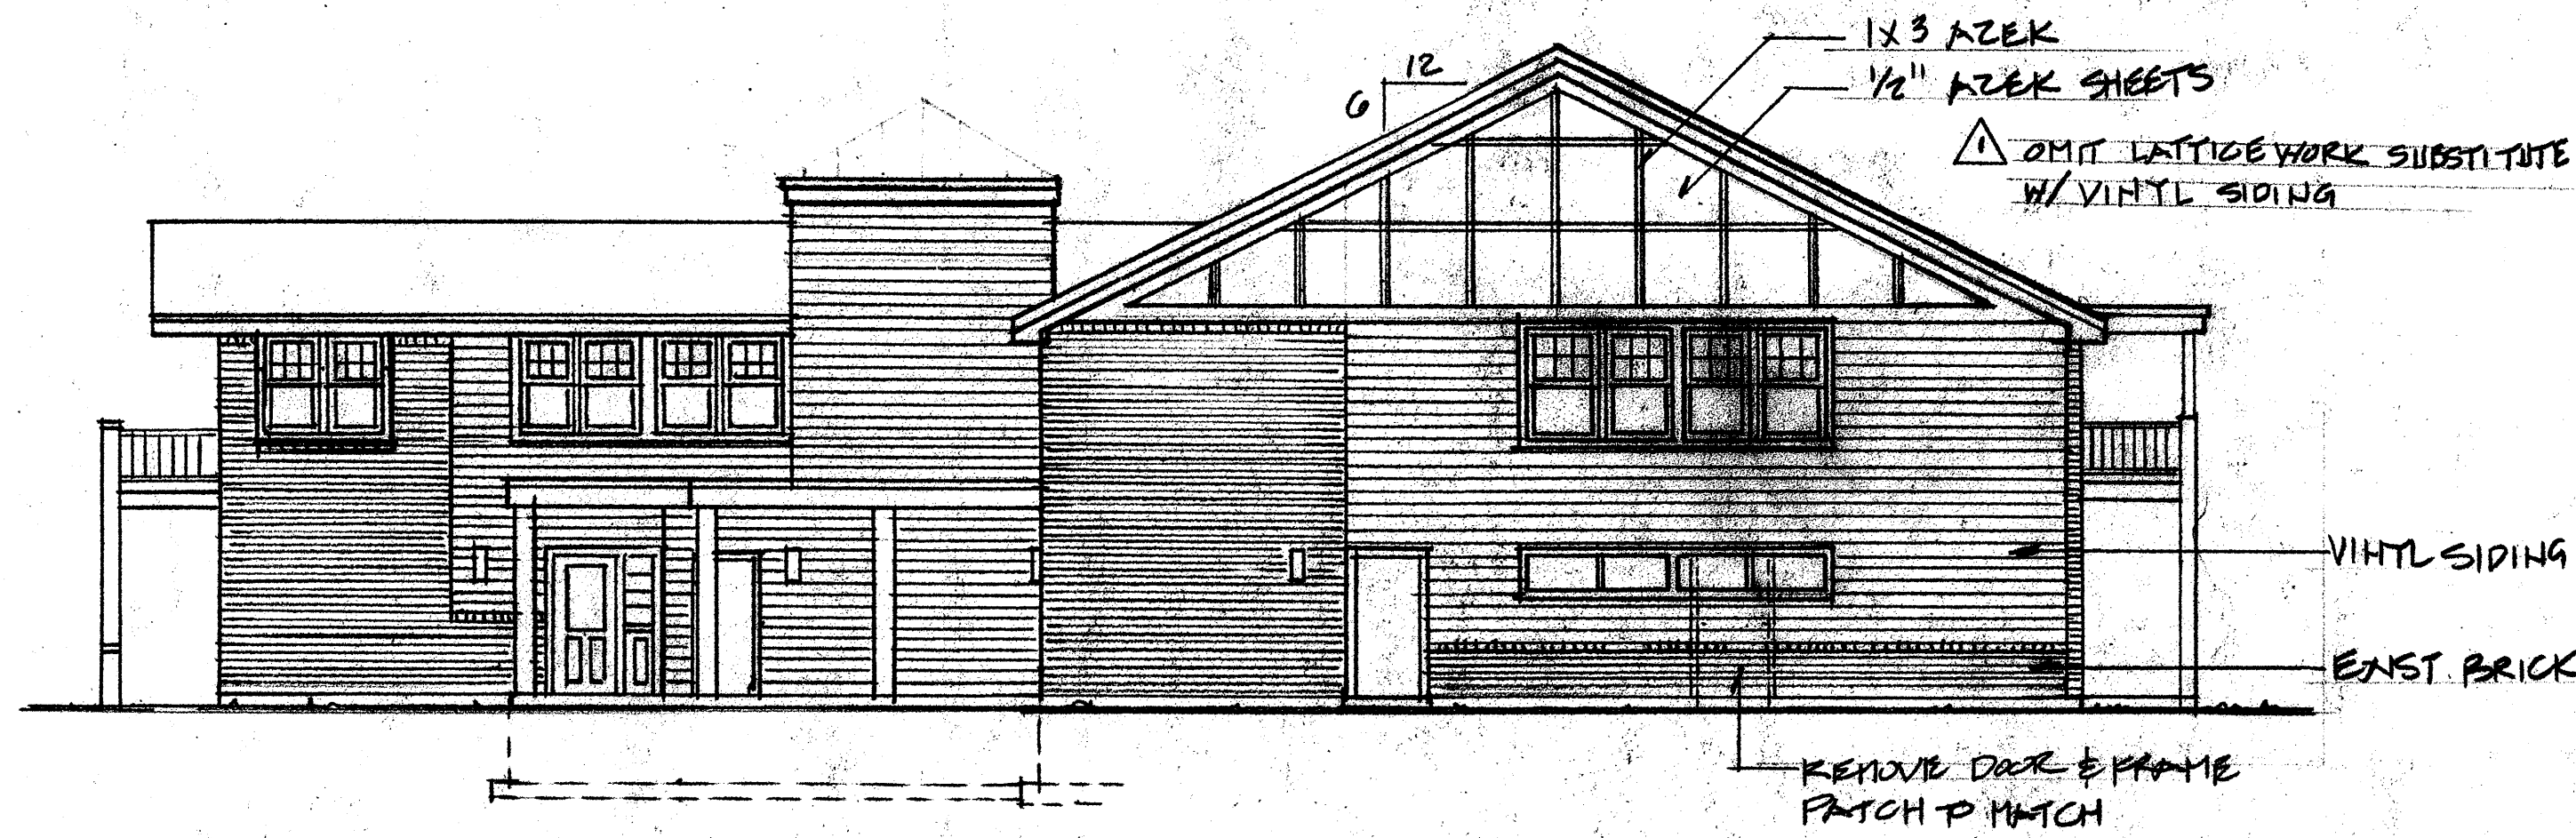 1X3 AZEK
1/2" AZEK SHEETS
12
6
1 OMIT LATTICEWORK SUBSTITUTE
W/ VINYL SIDING
VINYL SIDING
EXIST. BRICK
REMOVE DOOR & FRAME
PATCH TO MATCH